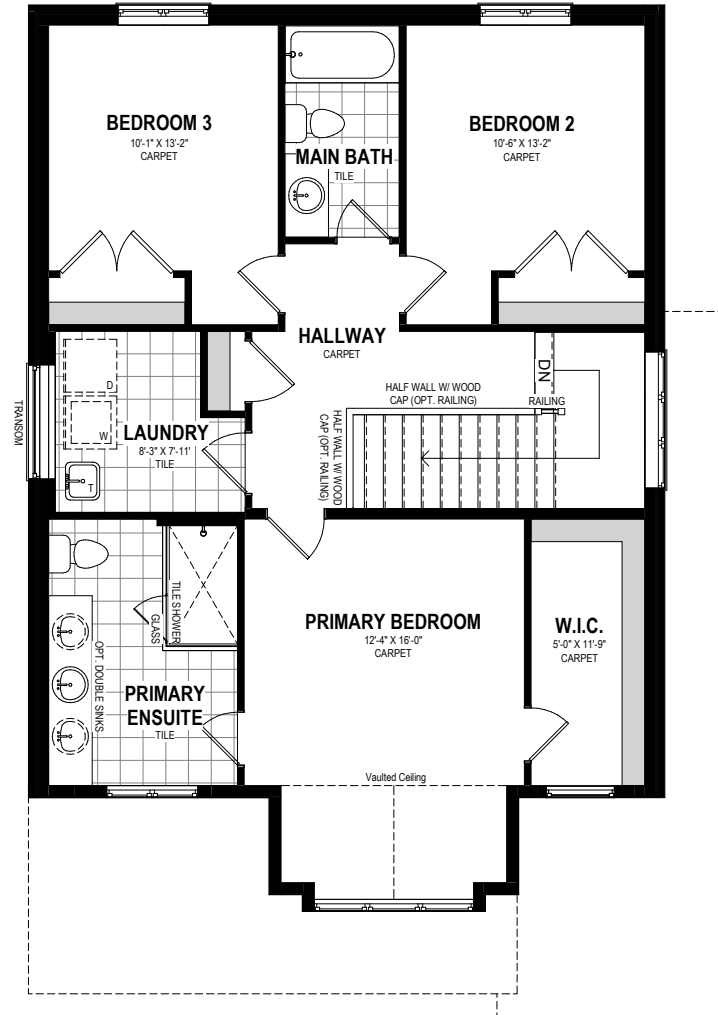 BEDROOM 3
10'-1" X 13'-2"
CARPET
MAIN BATH
TILE
BEDROOM 2
10'-6" X 13'-2"
CARPET
HALLWAY
CARPET
DN
HALF WALL W/ WOOD
CAP (OPT. RAILING)
RAILING
HALF WALL W/ WOOD
CAP (OPT. RAILING)
TRANSOM
D
W
T
LAUNDRY
8'-3" X 7'-11'
TILE
TILE SHOWER
GLASS
OPT. DOUBLE SINKS
PRIMARY
ENSUITE
TILE
PRIMARY BEDROOM
12'-4" X 16'-0"
CARPET
W.I.C.
5'-0" X 11'-9"
CARPET
Vaulted Ceiling